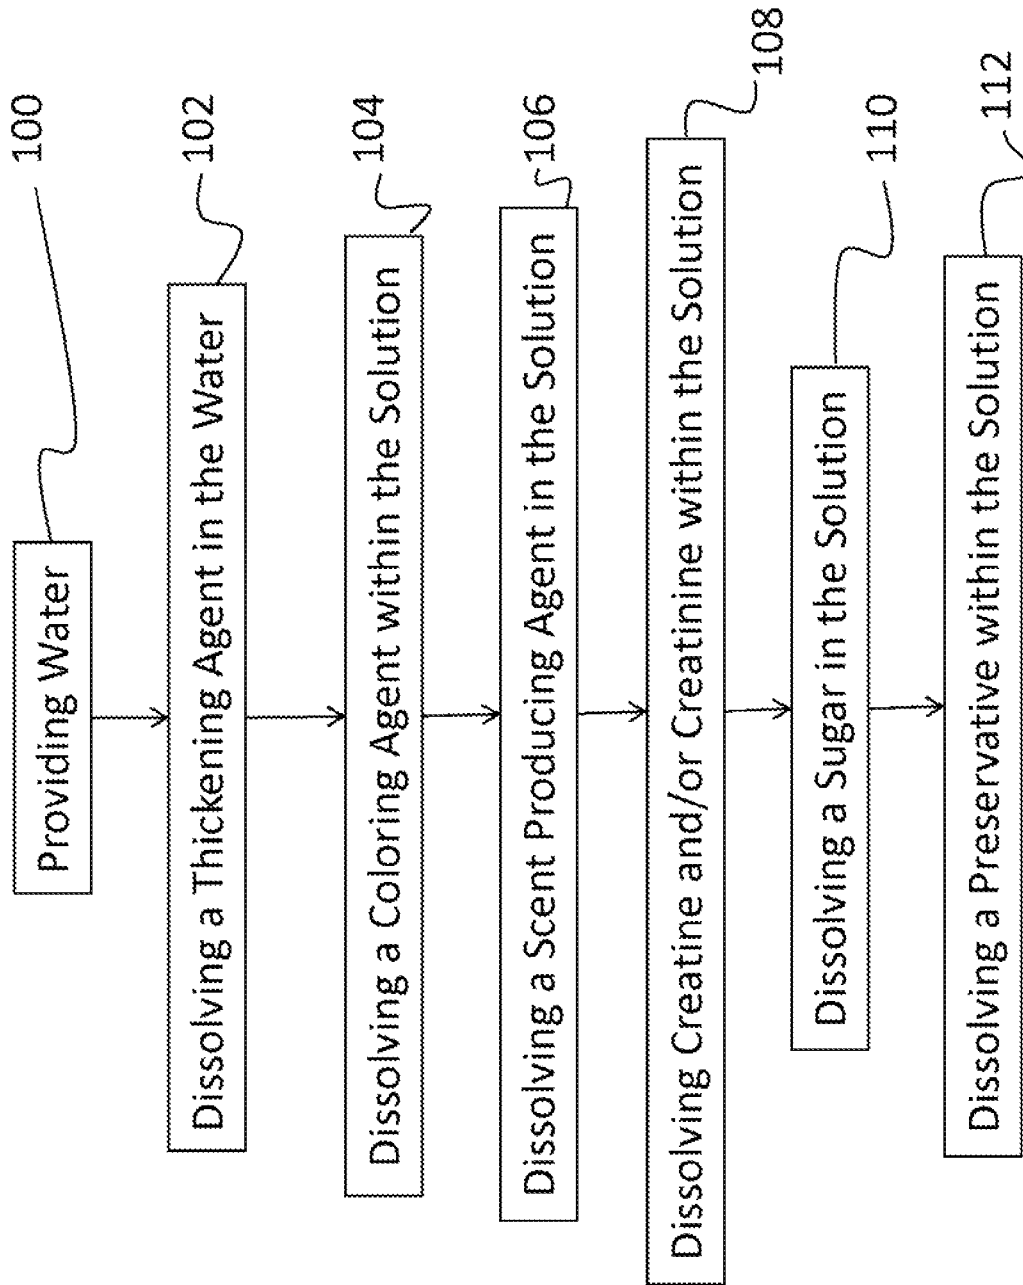 Providing Water
100
Dissolving a Thickening Agent in the Water
102
Dissolving a Coloring Agent within the Solution
104
Dissolving a Scent Producing Agent in the Solution
106
Dissolving Creatine and/or Creatinine within the Solution
108
Dissolving a Sugar in the Solution
110
Dissolving a Preservative within the Solution
112